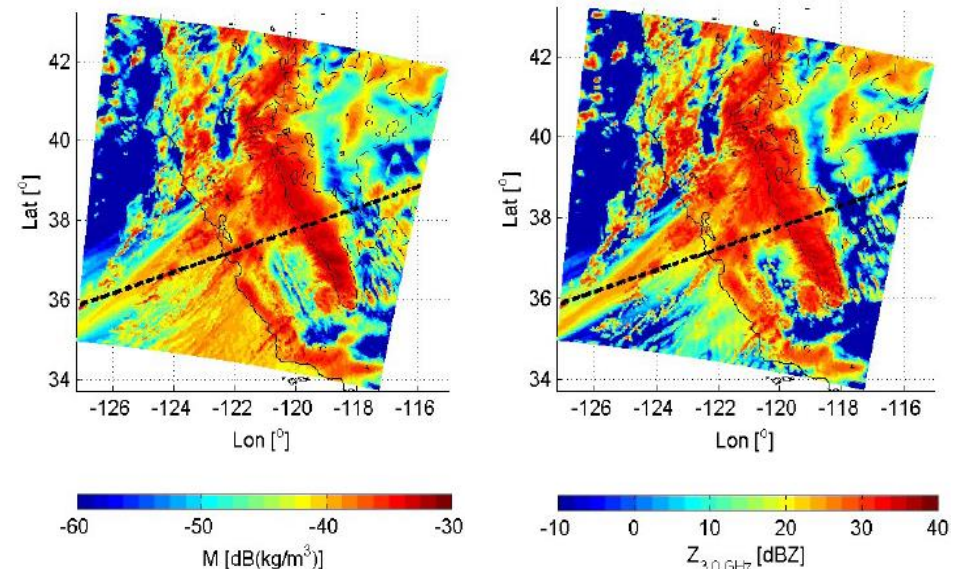 42
40
38
36
34
Lat [°]
-126 -124 -122 -120 -118 -116
Lon [°]
-60 -50 -40 -30
M [dB(kg/m³)]
42
40
38
36
34
Lat [°]
-126 -124 -122 -120 -118 -116
Lon [°]
-10 0 10 20 30 40
Z3.0 GHz [dBZ]